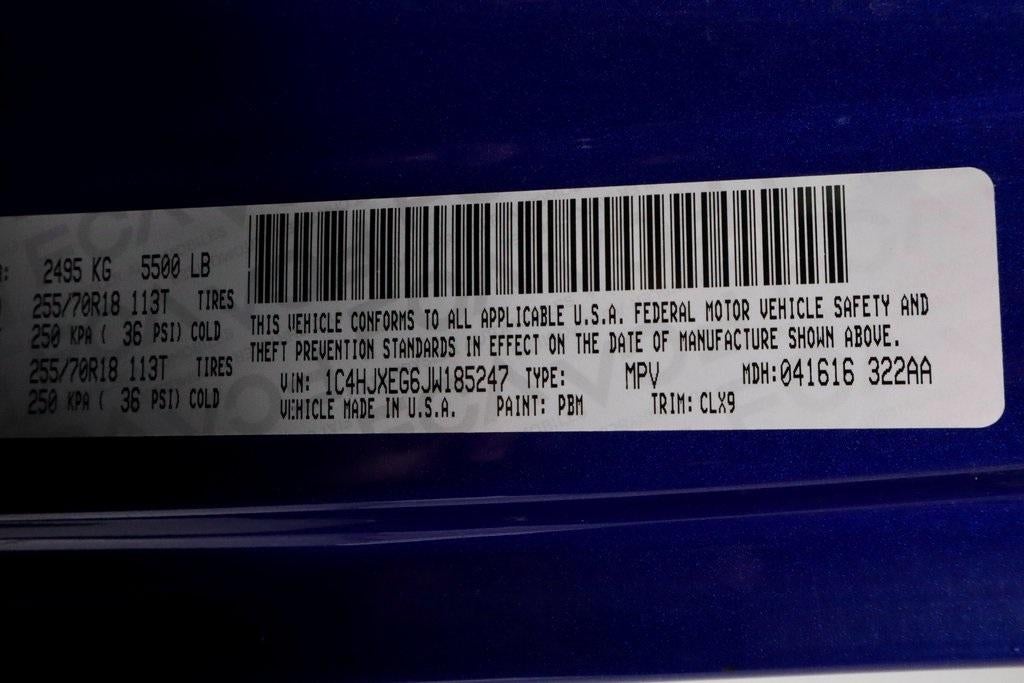 2495 KG 5500 LB
255/70R18 113T TIRES
250 KPA ( 36 PSI) COLD
255/70R18 113T TIRES
250 KPA ( 36 PSI) COLD
THIS VEHICLE CONFORMS TO ALL APPLICABLE U.S.A. FEDERAL MOTOR VEHICLE SAFETY AND
THEFT PREVENTION STANDARDS IN EFFECT ON THE DATE OF MANUFACTURE SHOWN ABOVE.
VIN: 1C4HJXEG6JW185247 TYPE: MPV MDH:041616 322AA
VEHICLE MADE IN U.S.A. PAINT: PBM TRIM: CLX9